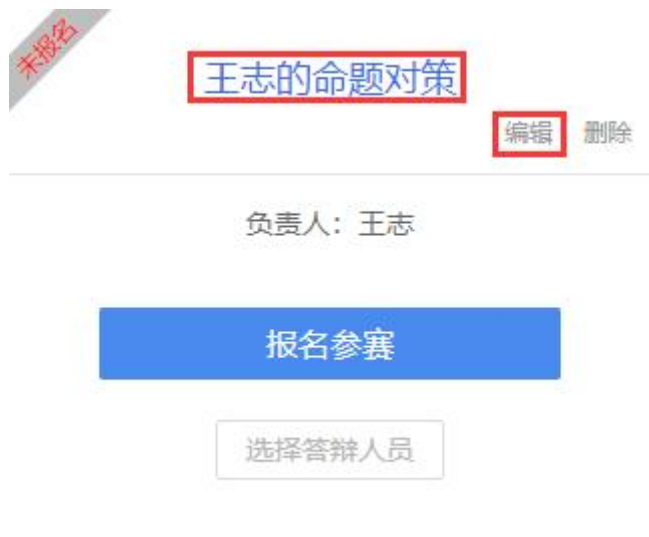 未报名
王志的命题对策
编辑 删除
负责人：王志
报名参赛
选择答辩人员